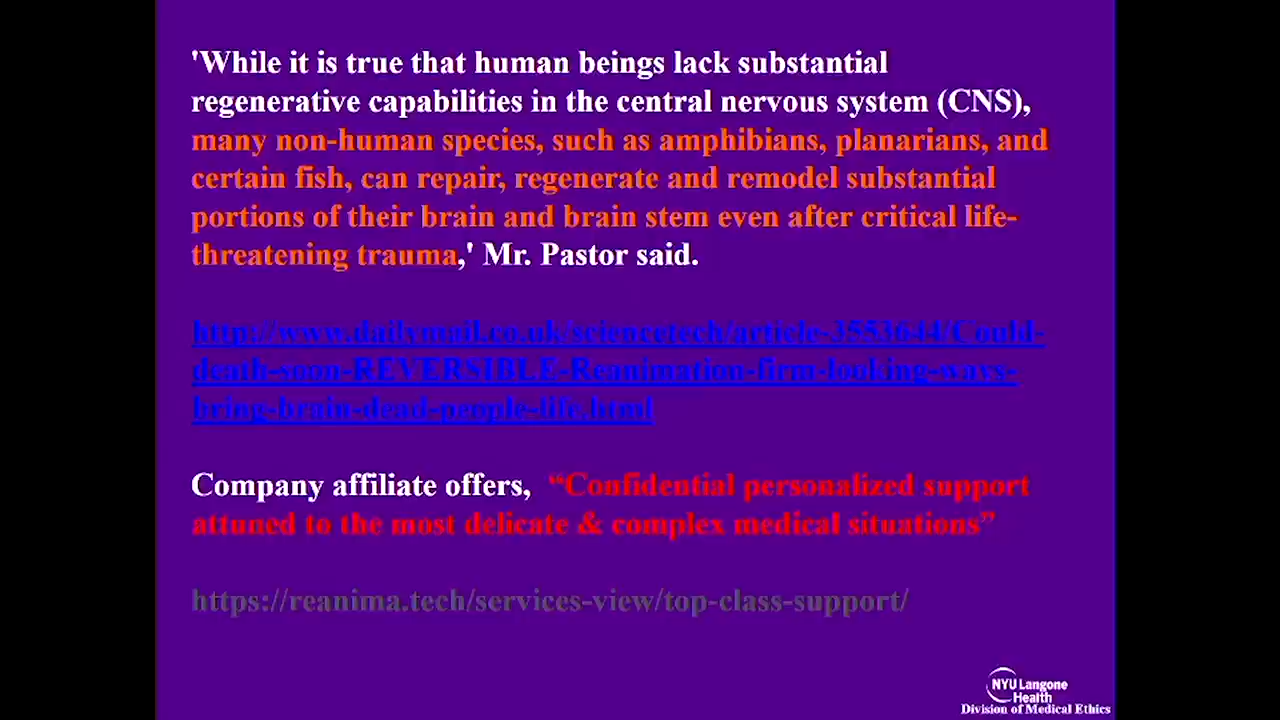 'While it is true that human beings lack substantial
regenerative capabilities in the central nervous system (CNS),
many non-human species, such as amphibians, planarians, and
certain fish, can repair, regenerate and remodel substantial
portions of their brain and brain stem even after critical life-
threatening trauma,' Mr. Pastor said.
http://www.dailymail.co.uk/sciencetech/article-3553644/Could-
death-soon-REVERSIBLE-Reanimation-firm-looking-ways-
bring-brain-dead-people-life.html
Company affiliate offers, “Confidential personalized support
attuned to the most delicate & complex medical situations”
https://reanima.tech/services-view/top-class-support/
NYU Langone
Health
Division of Medical Ethics